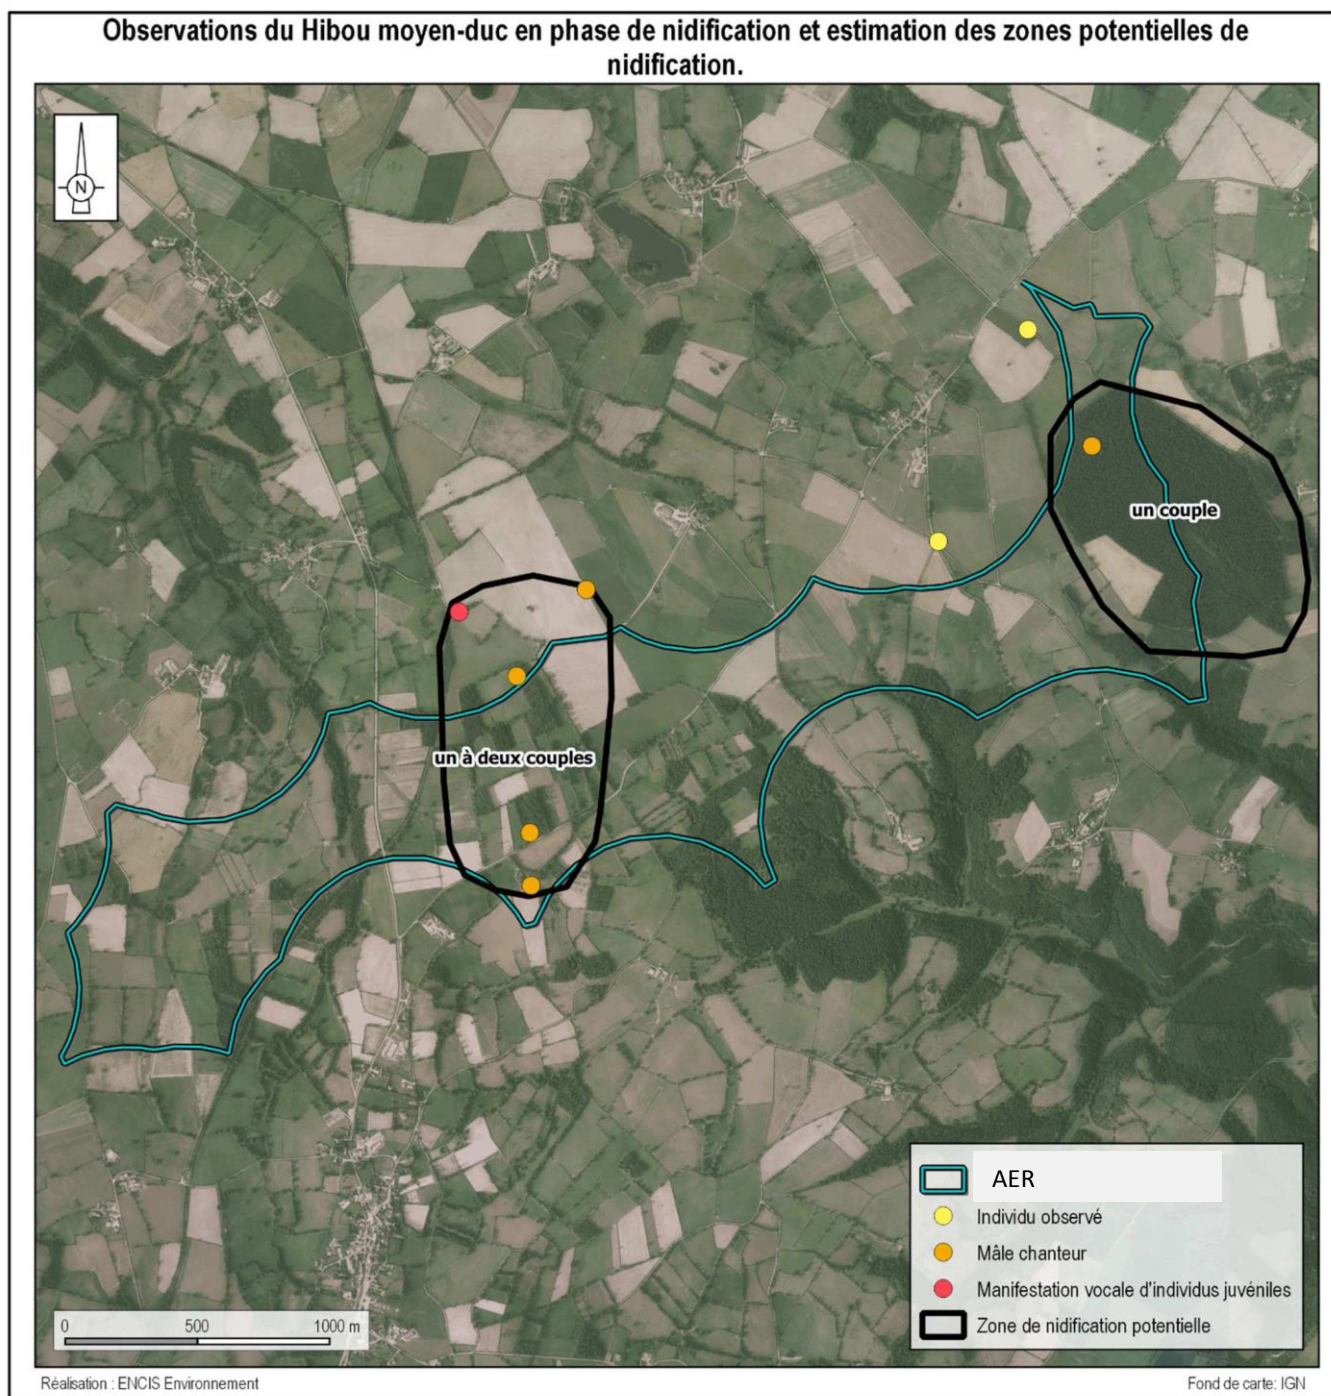 Observations du Hibou moyen-duc en phase de nidification et estimation des zones potentielles de
nidification.
N
un couple
un à deux couples
AER
Individu observé
Mâle chanteur
Manifestation vocale d'individus juvéniles
Zone de nidification potentielle
0 500 1000 m
Réalisation : ENCIS Environnement
Fond de carte: IGN